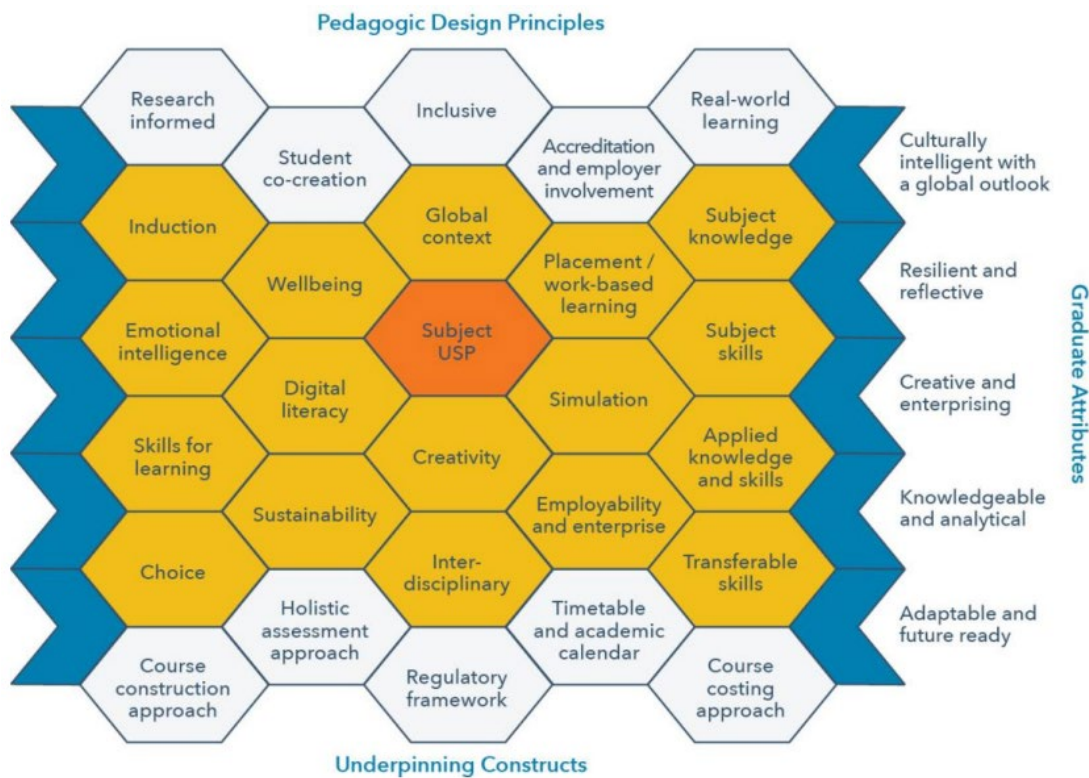 Pedagogic Design Principles
Research
informed
Inclusive
Real-world
learning
Student
co-creation
Accreditation
and employer
involvement
Culturally
intelligent with
a global outlook
Induction
Global
context
Subject
knowledge
Wellbeing
Placement /
work-based
learning
Resilient and
reflective
Emotional
intelligence
Subject
USP
Subject
skills
Digital
literacy
Simulation
Creative and
enterprising
Skills for
learning
Creativity
Applied
knowledge
and skills
Sustainability
Employability
and enterprise
Knowledgeable
and analytical
Choice
Inter-
disciplinary
Transferable
skills
Holistic
assessment
approach
Timetable
and academic
calendar
Adaptable and
future ready
Course
construction
approach
Regulatory
framework
Course
costing
approach
Graduate Attributes
Underpinning Constructs